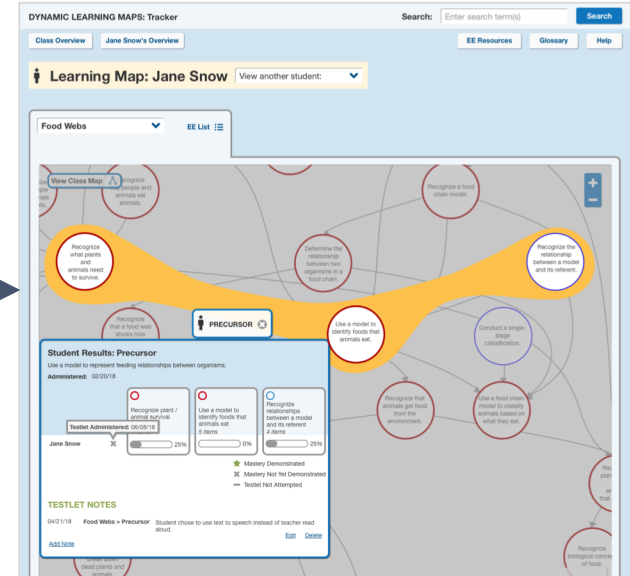 DYNAMIC LEARNING MAPS: Tracker
Search:
Enter search term(s)
Search
Class Overview
Jane Snow's Overview
EE Resources
Glossary
Help
Learning Map: Jane Snow
View another student:
Food Webs
EE List
View Class Map
people and
animals eat
animals.
Recognize a food
chain model.
+
−
Recognize
what plants
and
animals need
to survive.
Determine the
relationship
between two
organisms in a
food chain.
Recognize the
relationship
between a model
and its referent.
Recognize
that a food web
shows how
PRECURSOR
Use a model to
identify foods that
animals eat.
Conduct a single-
stage
classification.
Student Results: Precursor
Use a model to represent feeding relationships between organisms.
Administered: 02/20/18
Recognize plant /
animal survival
Use a model to
identify foods that
animals eat
5 items
Recognize
relationships
between a model
and its referent
4 items
Testlet Administered: 06/08/18
Jane Snow
25%
0%
25%
Mastery Demonstrated
Mastery Not Yet Demonstrated
Testlet Not Attempted
TESTLET NOTES
04/21/18
Food Webs > Precursor
Student chose to use text to speech instead of teacher read
aloud.
Edit
Delete
Add Note
Recognize that
animals get food
from the
environment.
Use a food chain
model to classify
animals based on
what they eat.
Recognize
biological
of food.
dead plants and
animals.